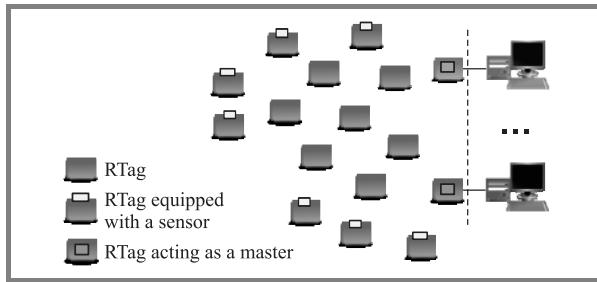 RTag
RTag equipped
with a sensor
RTag acting as a master
...